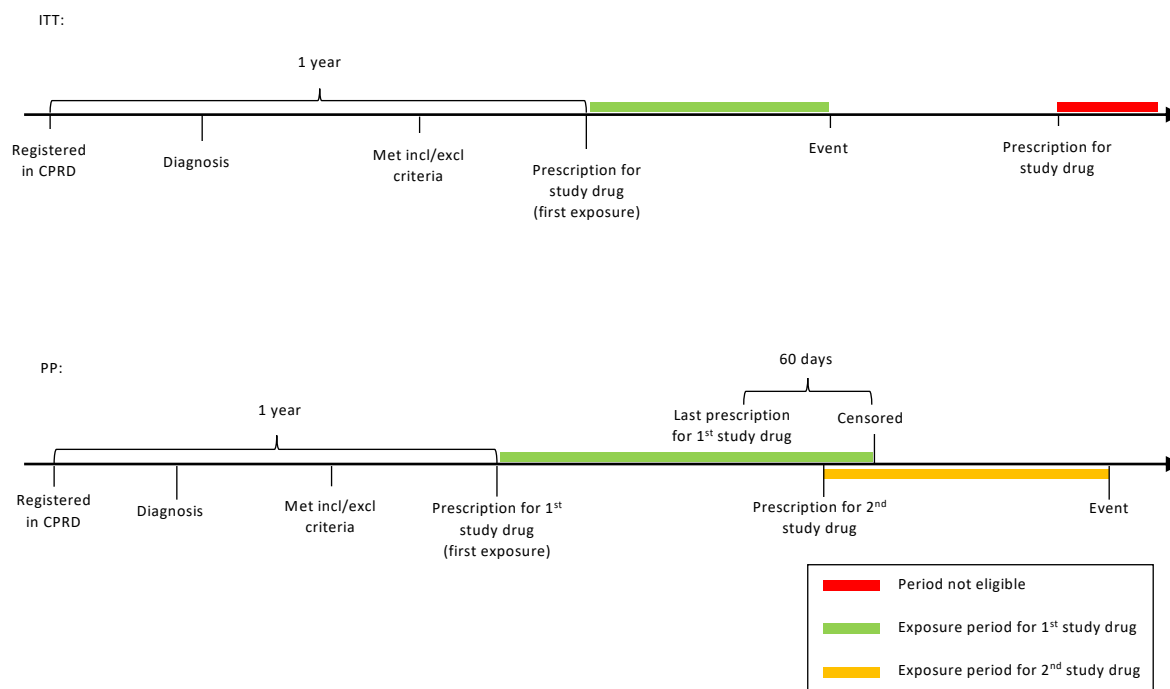 ITT:
1 year
Registered
in CPRD
Diagnosis
Met incl/excl
criteria
Prescription for
study drug
(first exposure)
Event
Prescription for
study drug
PP:
60 days
1 year
Last prescription
for 1st study drug
Censored
Registered
in CPRD
Diagnosis
Met incl/excl
criteria
Prescription for 1st
study drug
(first exposure)
Prescription for 2nd
study drug
Event
Period not eligible
Exposure period for 1st study drug
Exposure period for 2nd study drug